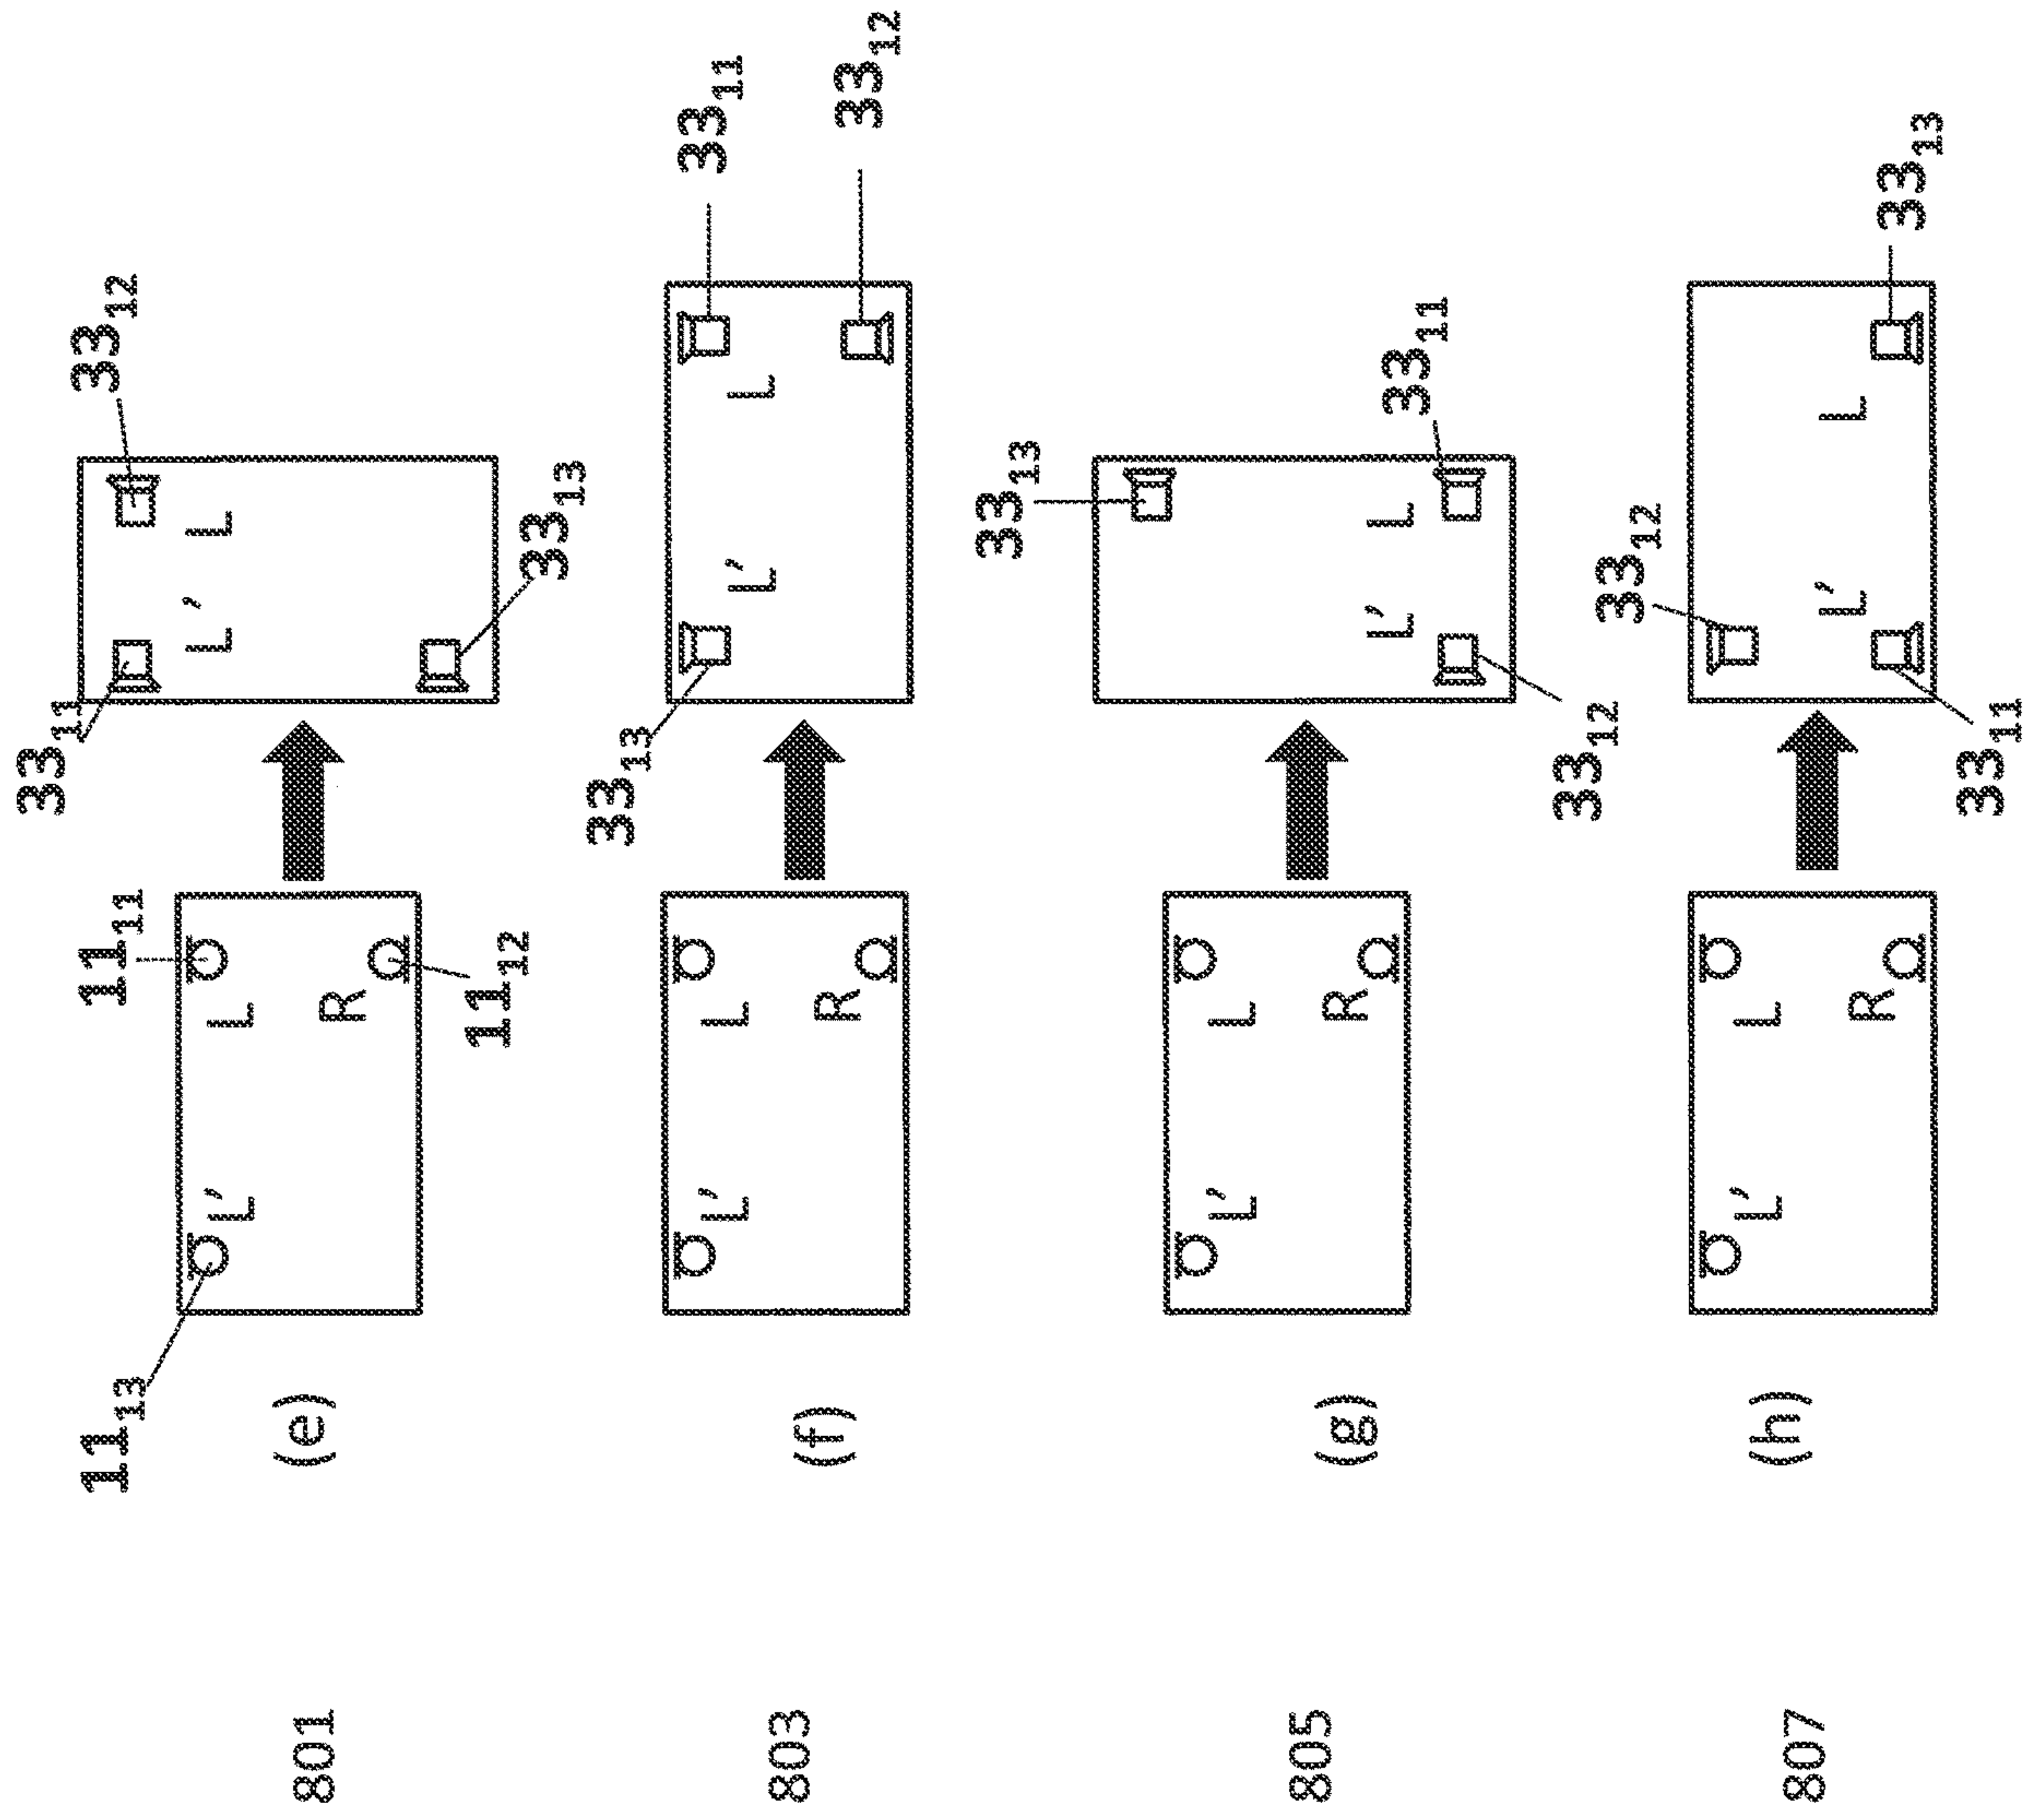 33₁₁
11₁₃ 11₁₁ 33₁₂
L' L L' L
801 (e) R
11₁₂ 33₁₃
33₁₃ 33₁₁
L' L L' L
803 (f) R 33₁₂
33₁₃
L' L
805 (g) R
L' L 33₁₁
33₁₂
33₁₂
L' L
807 (h) L' L
R 33₁₃
33₁₁